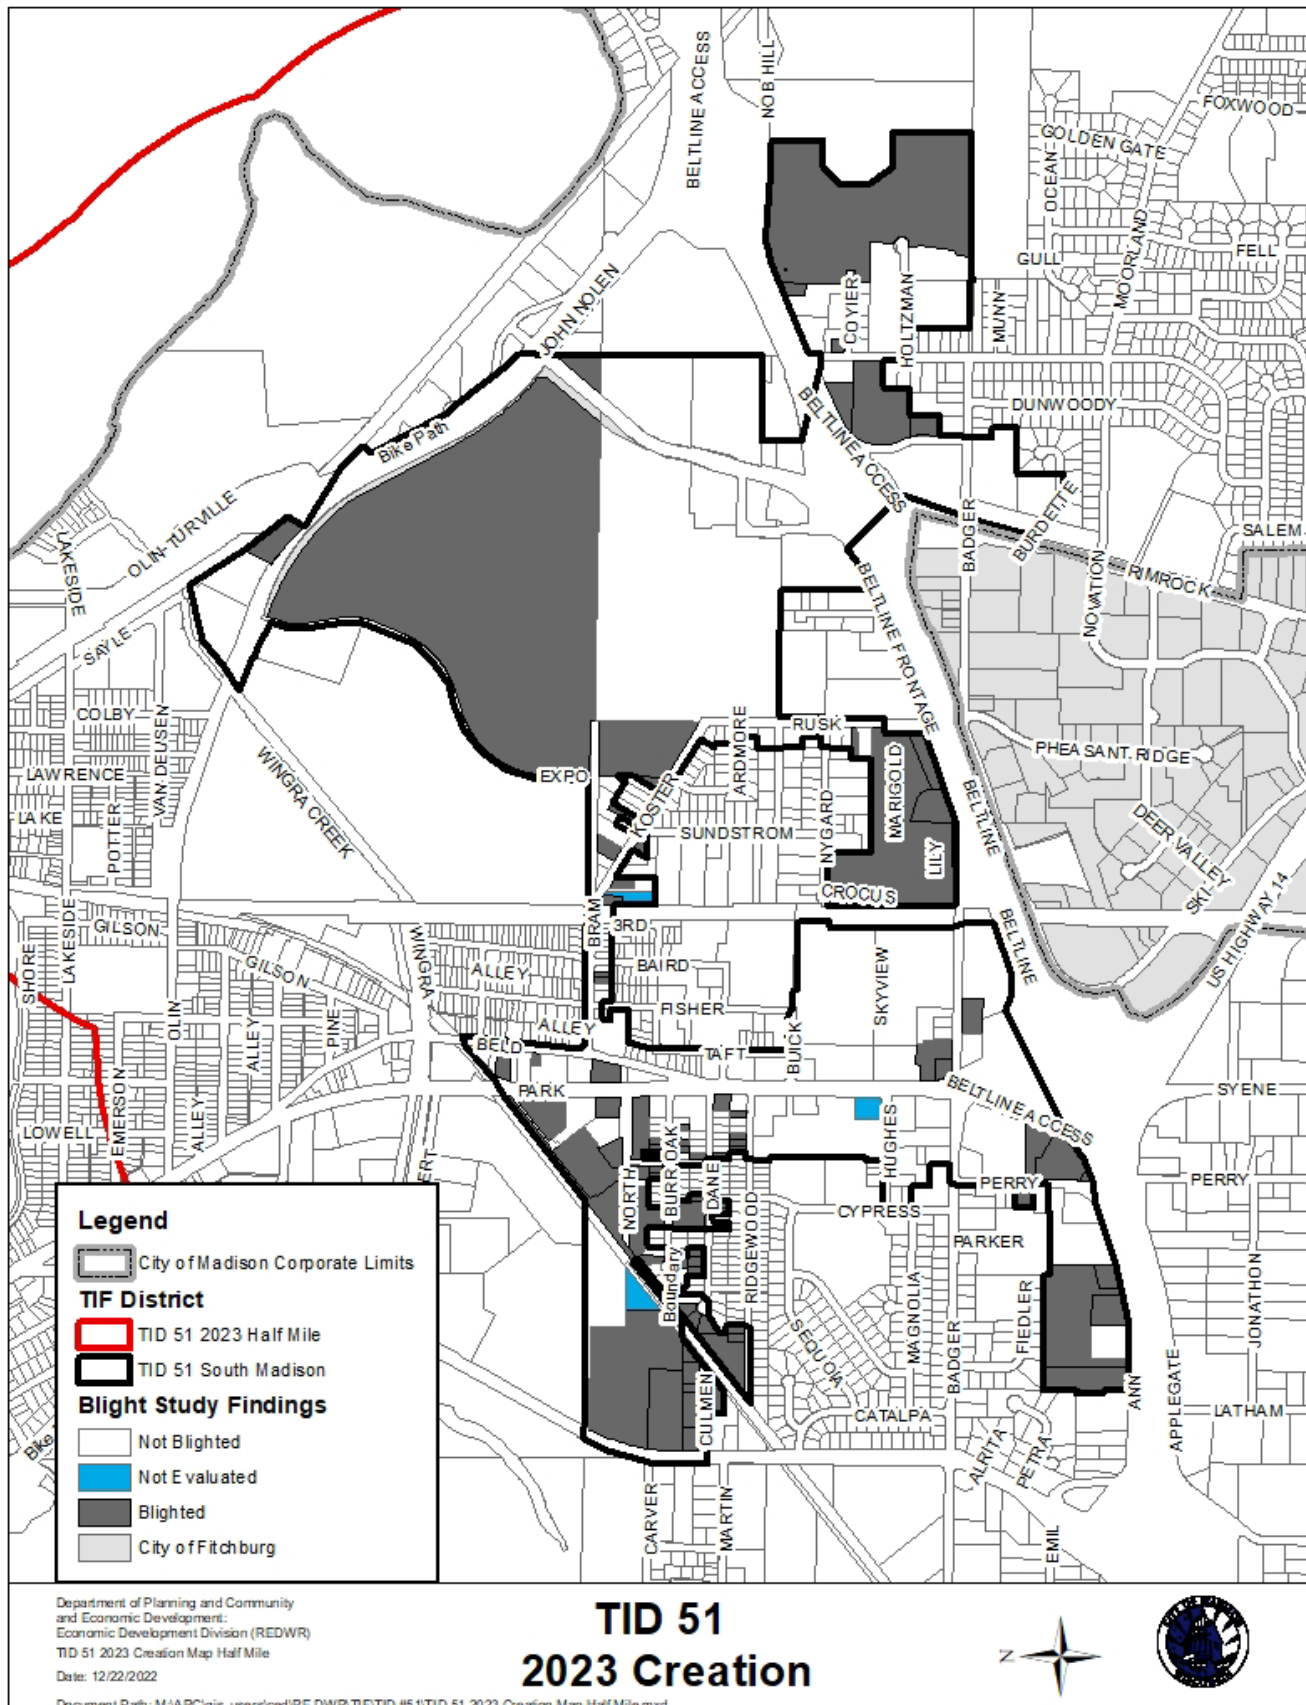 BELTLINE ACCESS
NOB HILL
FOXWOOD
GOLDEN GATE
OCEAN
MOORLAND
FELL
GULL
JOHN NOLEN
COYIER
HOLTZMAN
MUNN
DUNWOODY
Bike Path
BELTLINE ACCESS
OLIN-TURVILLE
LAKESIDE
BADGER
BURDETTE
SALEM
RIMROCK
NOVATION
SAYLE
BELTLINE FRONTAGE
COLBY
VAN DEUSEN
ARDMORE
RUSK
PHEASANT RIDGE
WINGRA CREEK
LAWRENCE
EXPO
KOSTER
MARIGOLD
BELTLINE
LAKE
POTTER
SUNDSTROM
NYGARD
DEER VALLEY
LILY
SKI
CROCUS
US HIGHWAY 14
GILSON
BRAM
3RD
BELTLINE
SHORE
LAKESIDE
GILSON
WINGRA
ALLEY
BAIRD
SKYVIEW
OLIN
ALLEY
PINE
ALLEY
FISHER
BELD
TAFT
BUICK
EMERSON
ALLEY
PARK
BELTLINE ACCESS
SYENE
LOWELL
OAK
HUGHES
BURR
DANE
NORTH
PERRY
PERRY
CYPRESS
RIDGEWOOD
PARKER
Boundary
MAGNOLIA
FIEDLER
JONATHON
SEQUOIA
BADGER
CULMEN
CATALPA
ANN
APPLEGATE
LATHAM
ALRITA
PETRA
CARVER
MARTIN
EMIL
Bike
Legend
City of Madison Corporate Limits
TIF District
TID 51 2023 Half Mile
TID 51 South Madison
Blight Study Findings
Not Blighted
Not Evaluated
Blighted
City of Fitchburg
Department of Planning and Community
and Economic Development:
Economic Development Division (REDWR)
TID 51 2023 Creation Map Half Mile
Date: 12/22/2022
TID 51
2023 Creation
N